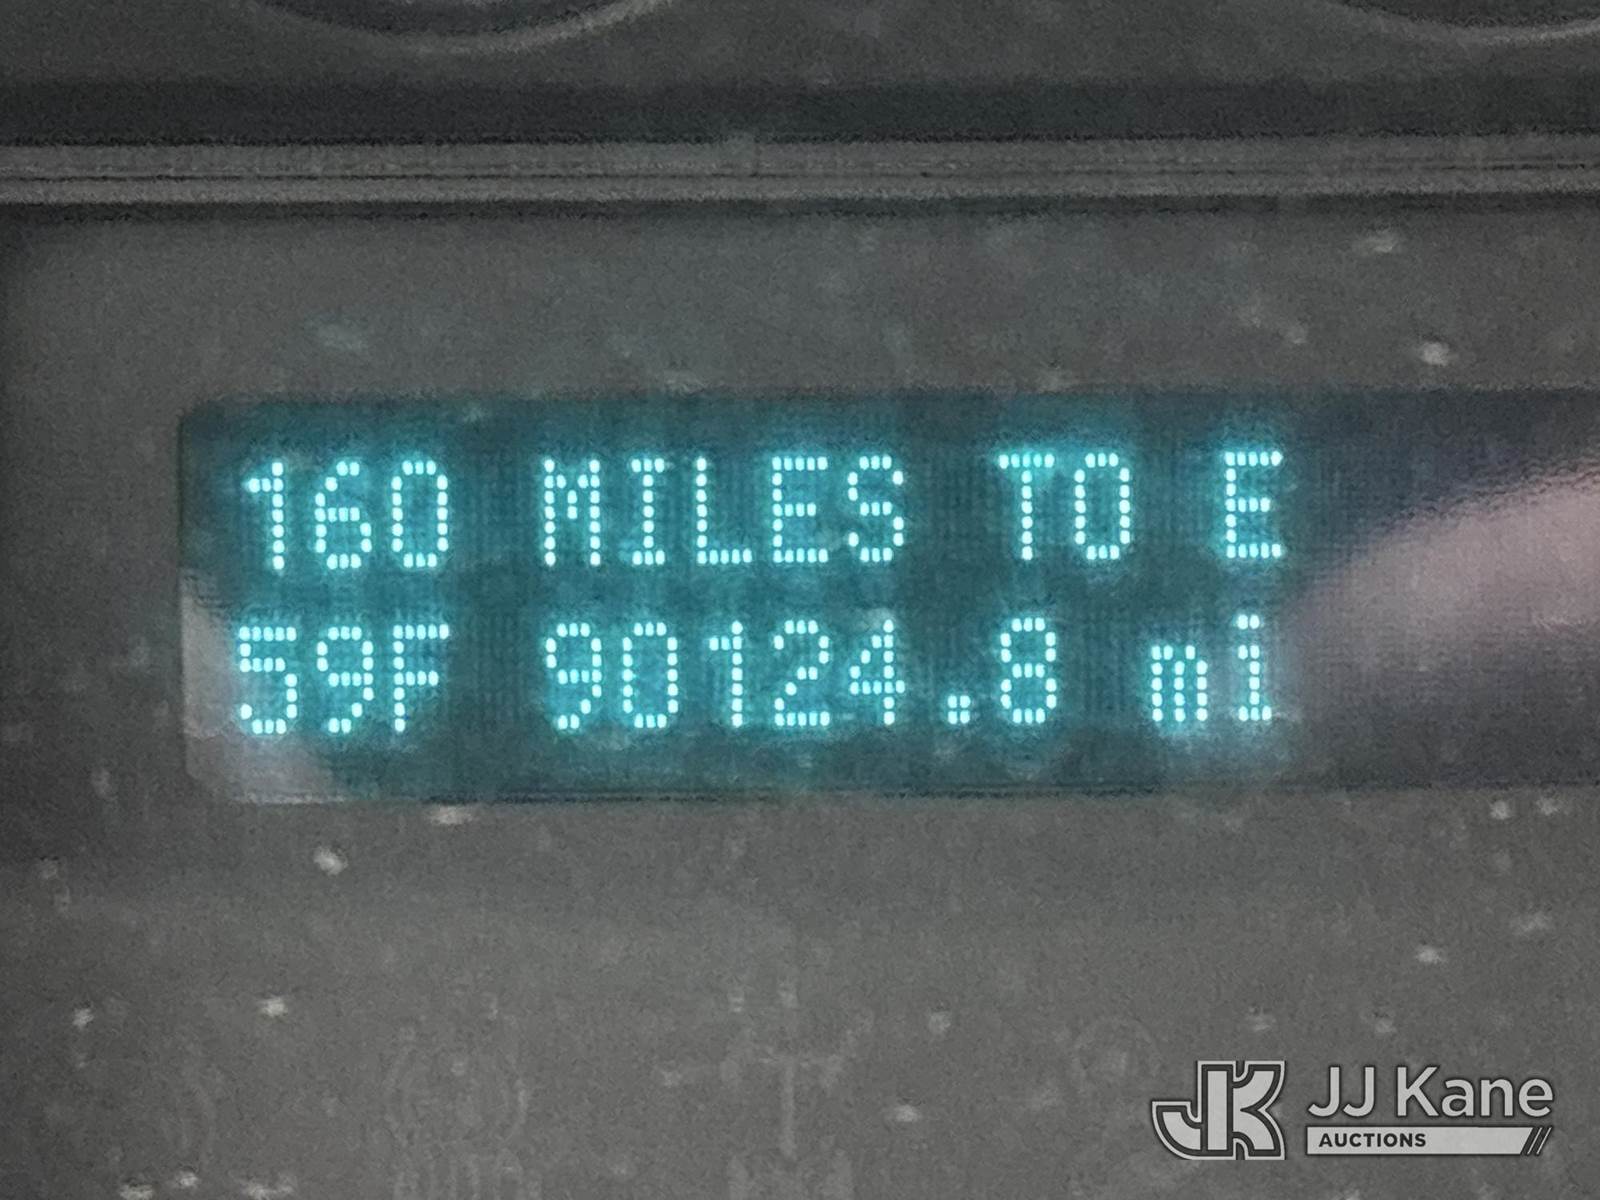 160 MILES TO E
59F 90124.8 mi
JJ Kane
AUCTIONS